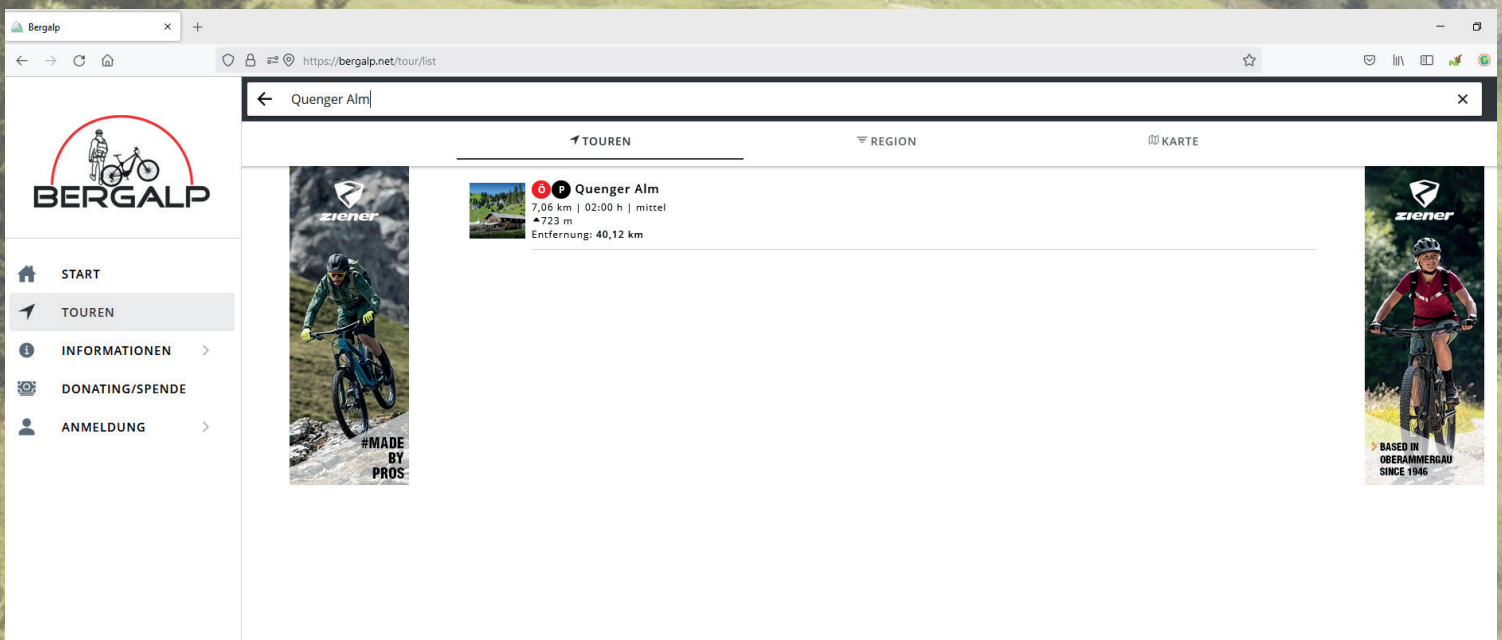 Bergalp
https://bergalp.net/tour/list
BERGALP
START
TOUREN
INFORMATIONEN
DONATING/SPENDE
ANMELDUNG
Quenger Alm
TOUREN
REGION
KARTE
ziener
#MADE
BY
PROS
Ö P Quenger Alm
7,06 km | 02:00 h | mittel
723 m
Entfernung: 40,12 km
ziener
BASED IN
OBERAMMERGAU
SINCE 1946